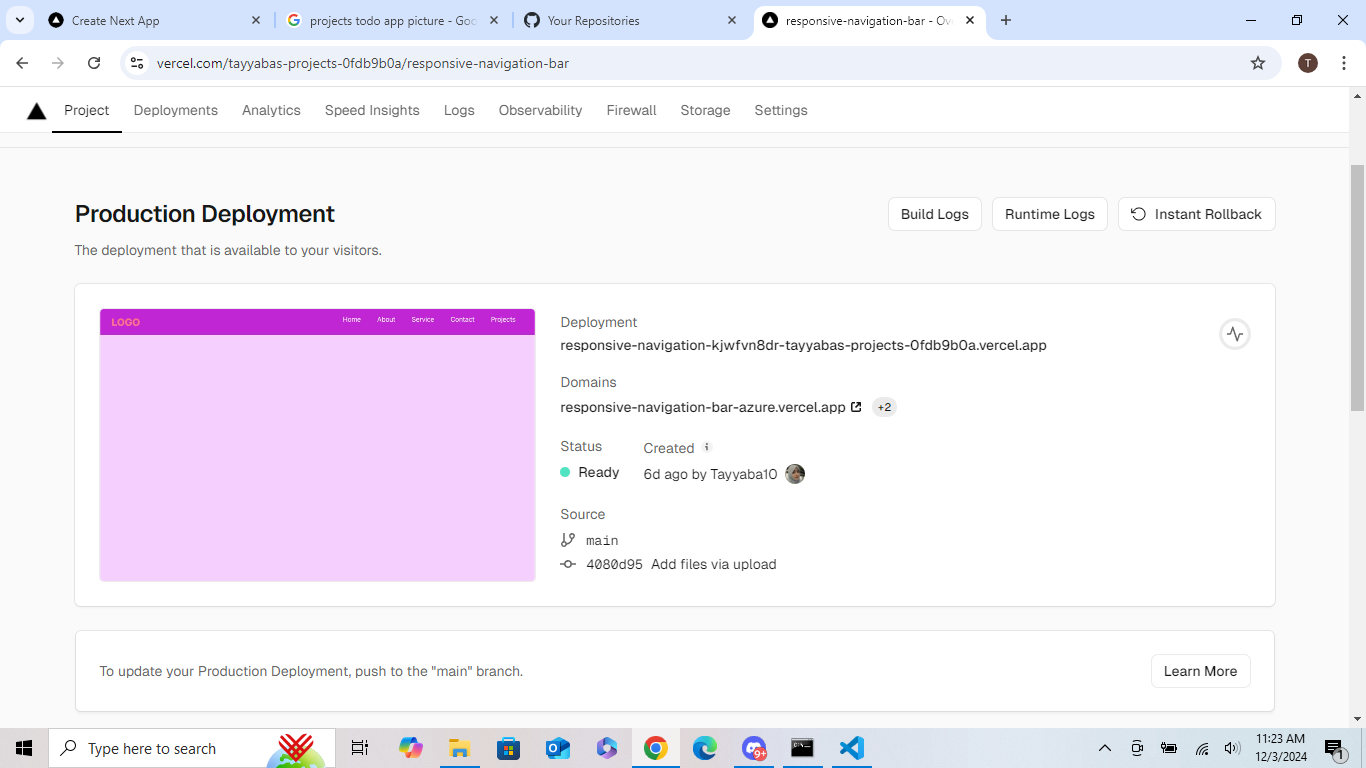 Create Next App
projects todo app picture - Goo
Your Repositories
responsive-navigation-bar - Ov
vercel.com/tayyabas-projects-0fdb9b0a/responsive-navigation-bar
T
Project Deployments Analytics Speed Insights Logs Observability Firewall Storage Settings
Production Deployment
Build Logs Runtime Logs Instant Rollback
The deployment that is available to your visitors.
LOGO Home About Service Contact Projects
Deployment
responsive-navigation-kjwfvn8dr-tayyabas-projects-0fdb9b0a.vercel.app
Domains
responsive-navigation-bar-azure.vercel.app +2
Status Created
Ready 6d ago by Tayyaba10
Source
main
4080d95 Add files via upload
To update your Production Deployment, push to the "main" branch.
Learn More
Type here to search
9+
11:23 AM
12/3/2024
1